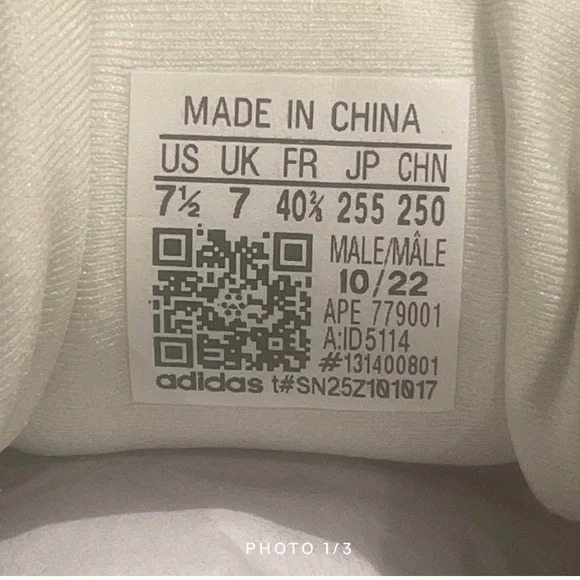 MADE IN CHINA
US UK FR JP CHN
7½ 7 40⅔ 255 250
MALE/MÂLE
10/22
APE 779001
A:ID5114
#131400801
adidas t#SN25Z101017
PHOTO 1/3